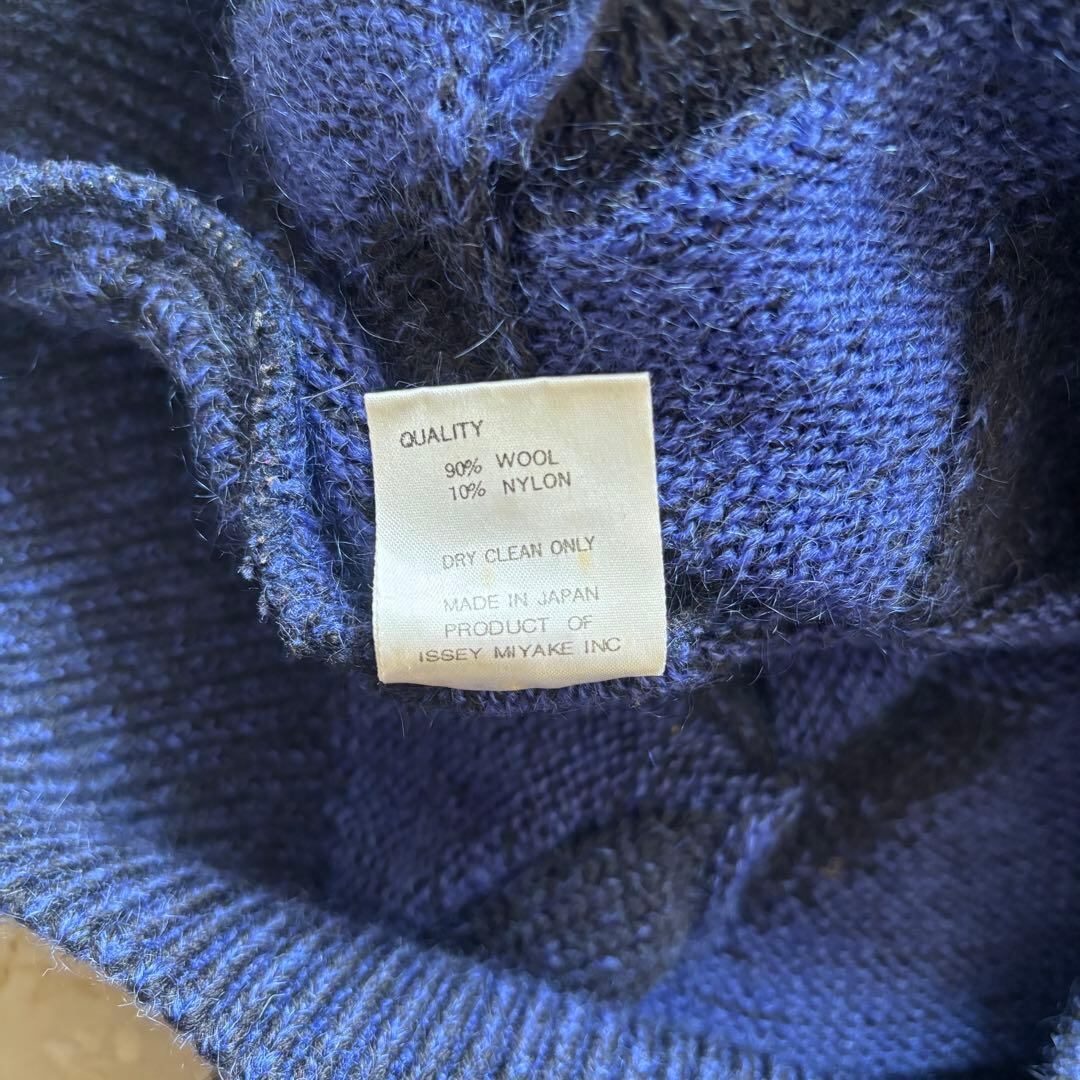 QUALITY
90% WOOL
10% NYLON
DRY CLEAN ONLY
MADE IN JAPAN
PRODUCT OF
ISSEY MIYAKE INC